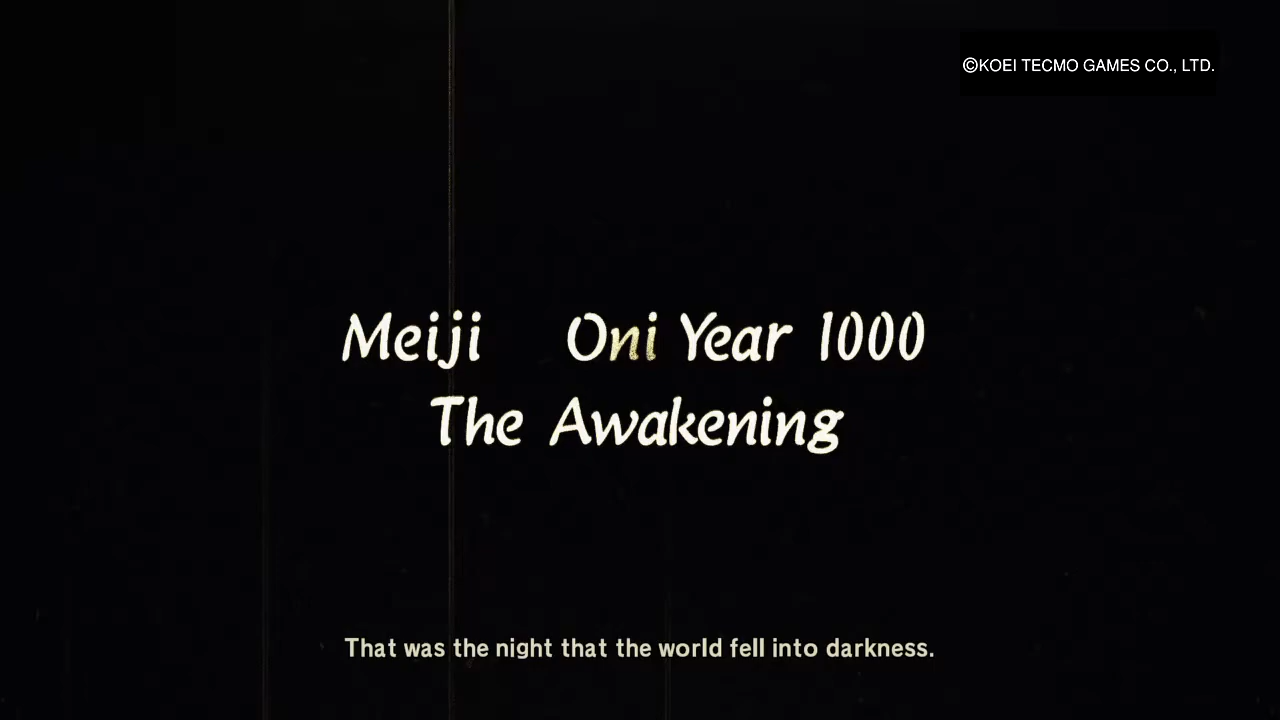 ©KOEI TECMO GAMES CO., LTD.
Meiji Oni Year 1000
The Awakening
That was the night that the world fell into darkness.